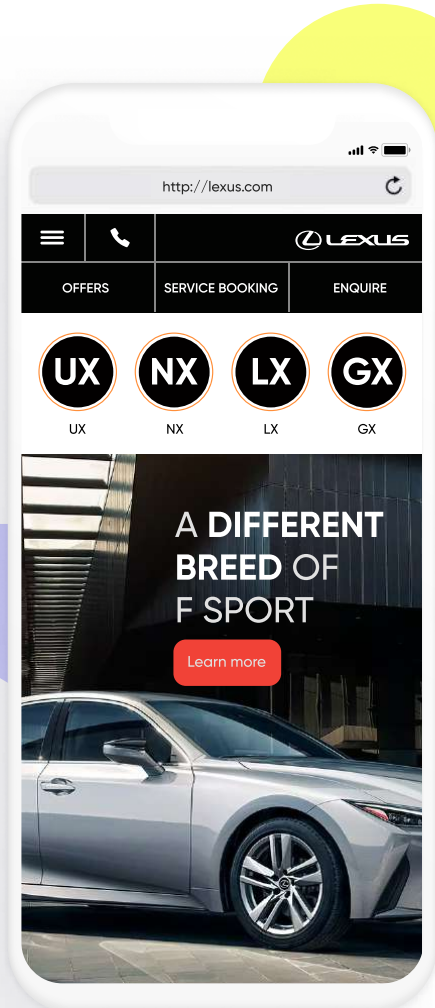 http://lexus.com
LEXUS
OFFERS SERVICE BOOKING ENQUIRE
UX NX LX GX
UX NX LX GX
A DIFFERENT
BREED OF
F SPORT
Learn more